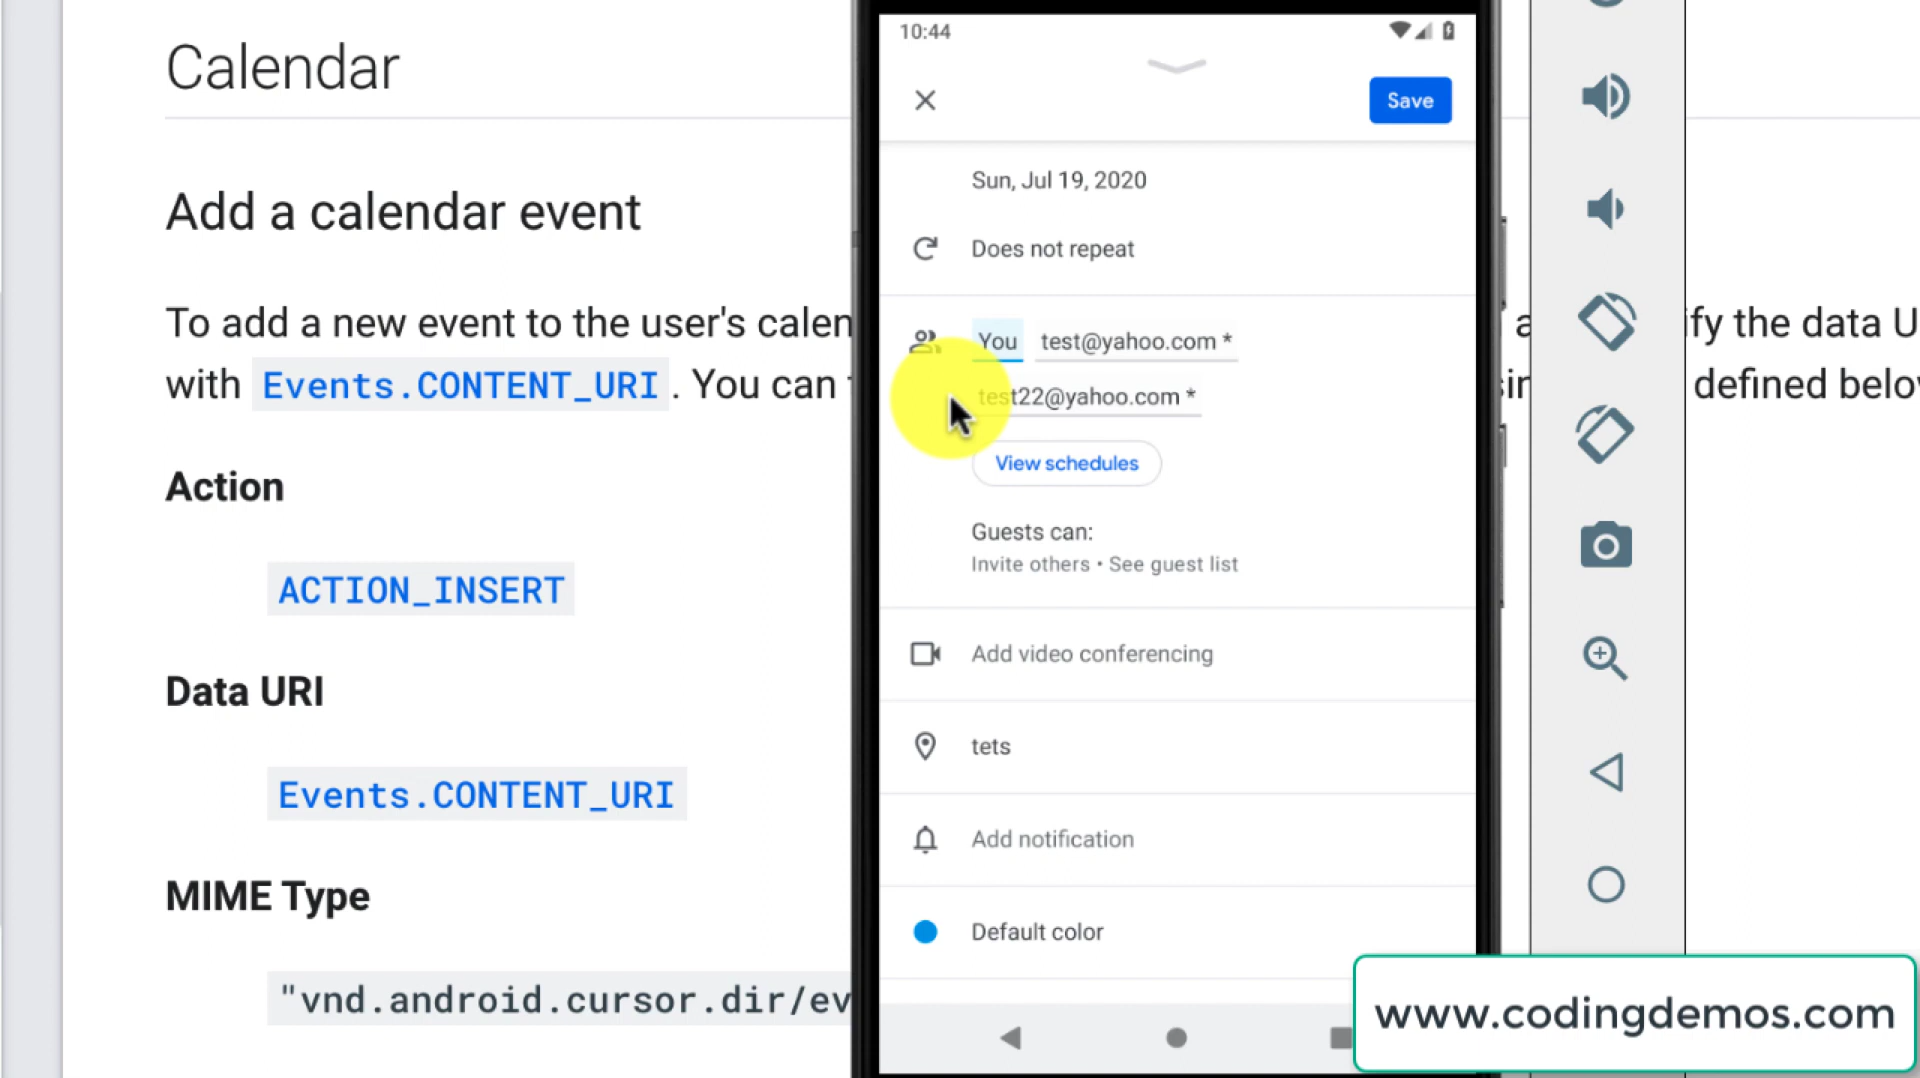 Calendar
Add a calendar event
To add a new event to the user's calen
with Events.CONTENT_URI. You can
Action
ACTION_INSERT
Data URI
Events.CONTENT_URI
MIME Type
"vnd.android.cursor.dir/ev
10:44
Save
Sun, Jul 19, 2020
Does not repeat
You test@yahoo.com *
test22@yahoo.com *
View schedules
Guests can:
Invite others • See guest list
Add video conferencing
tets
Add notification
Default color
ify the data U
defined belo
www.codingdemos.com